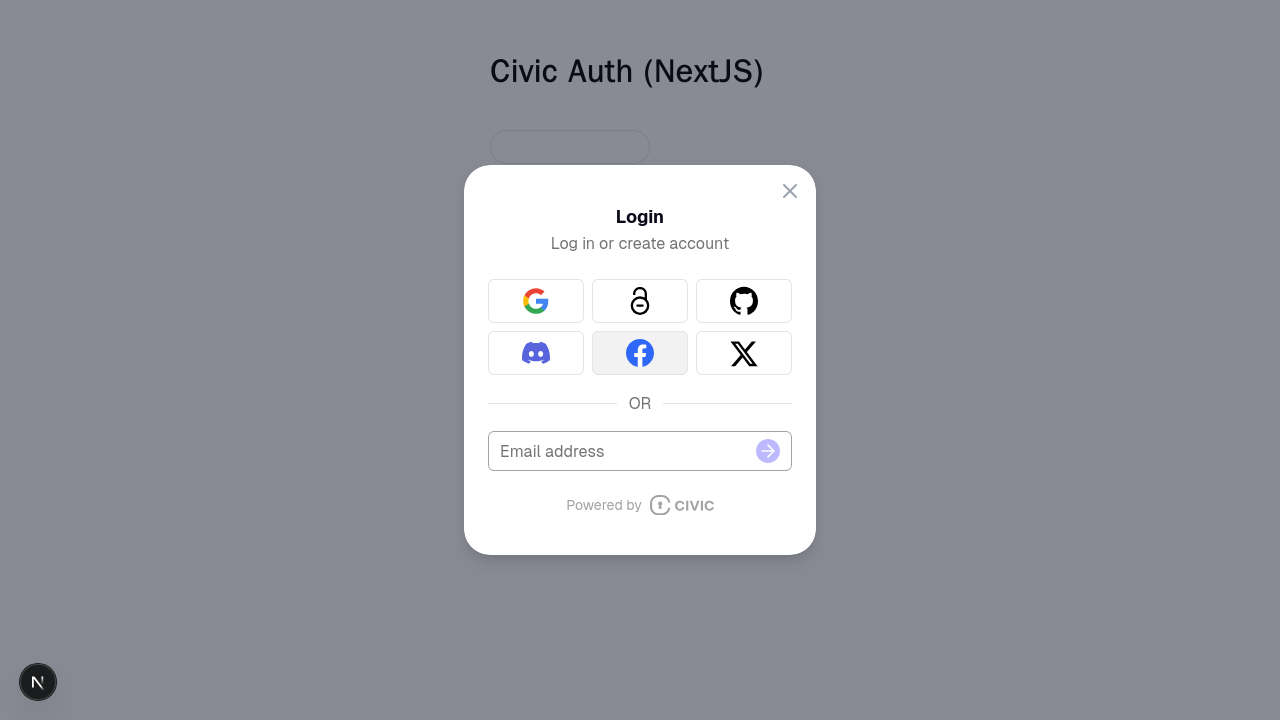 Civic Auth (NextJS)
Login
Log in or create account
OR
Email address
Powered by CIVIC
N